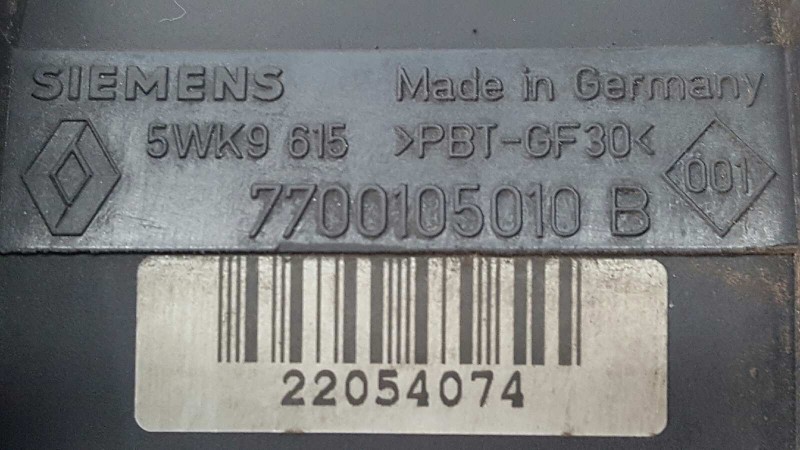 SIEMENS Made in Germany
5WK9 615 >PBT-GF30<
001
7700105010 B
22054074